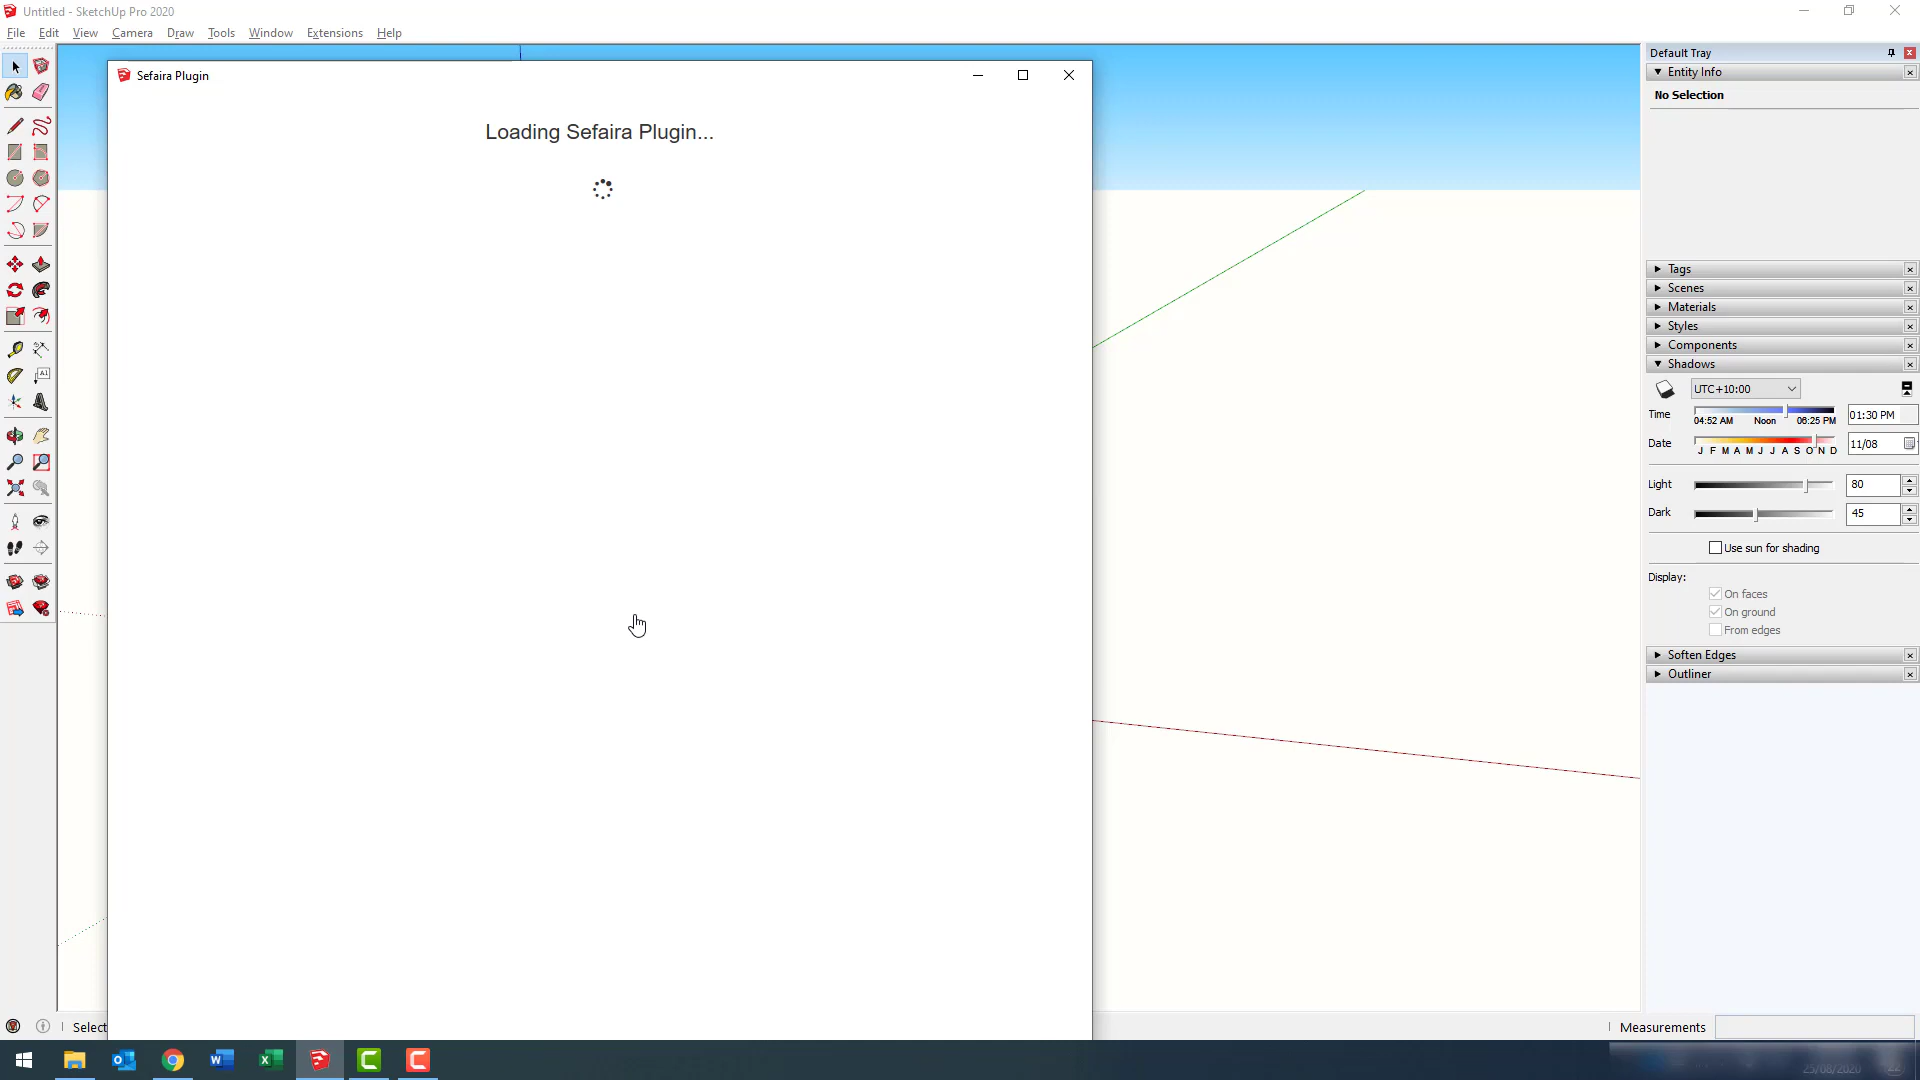 Untitled - SketchUp Pro 2020
File Edit View Camera Draw Tools Window Extensions Help
Sefaira Plugin
Loading Sefaira Plugin...
Default Tray
Entity Info
No Selection
Tags
Scenes
Materials
Styles
Components
Shadows
UTC+10:00
Time 04:52 AM Noon 06:25 PM 01:30 PM
Date J F M A M J J A S O N D 11/08
Light 80
Dark 45
Use sun for shading
Display:
On faces
On ground
From edges
Soften Edges
Outliner
Select
Measurements
25/08/2020